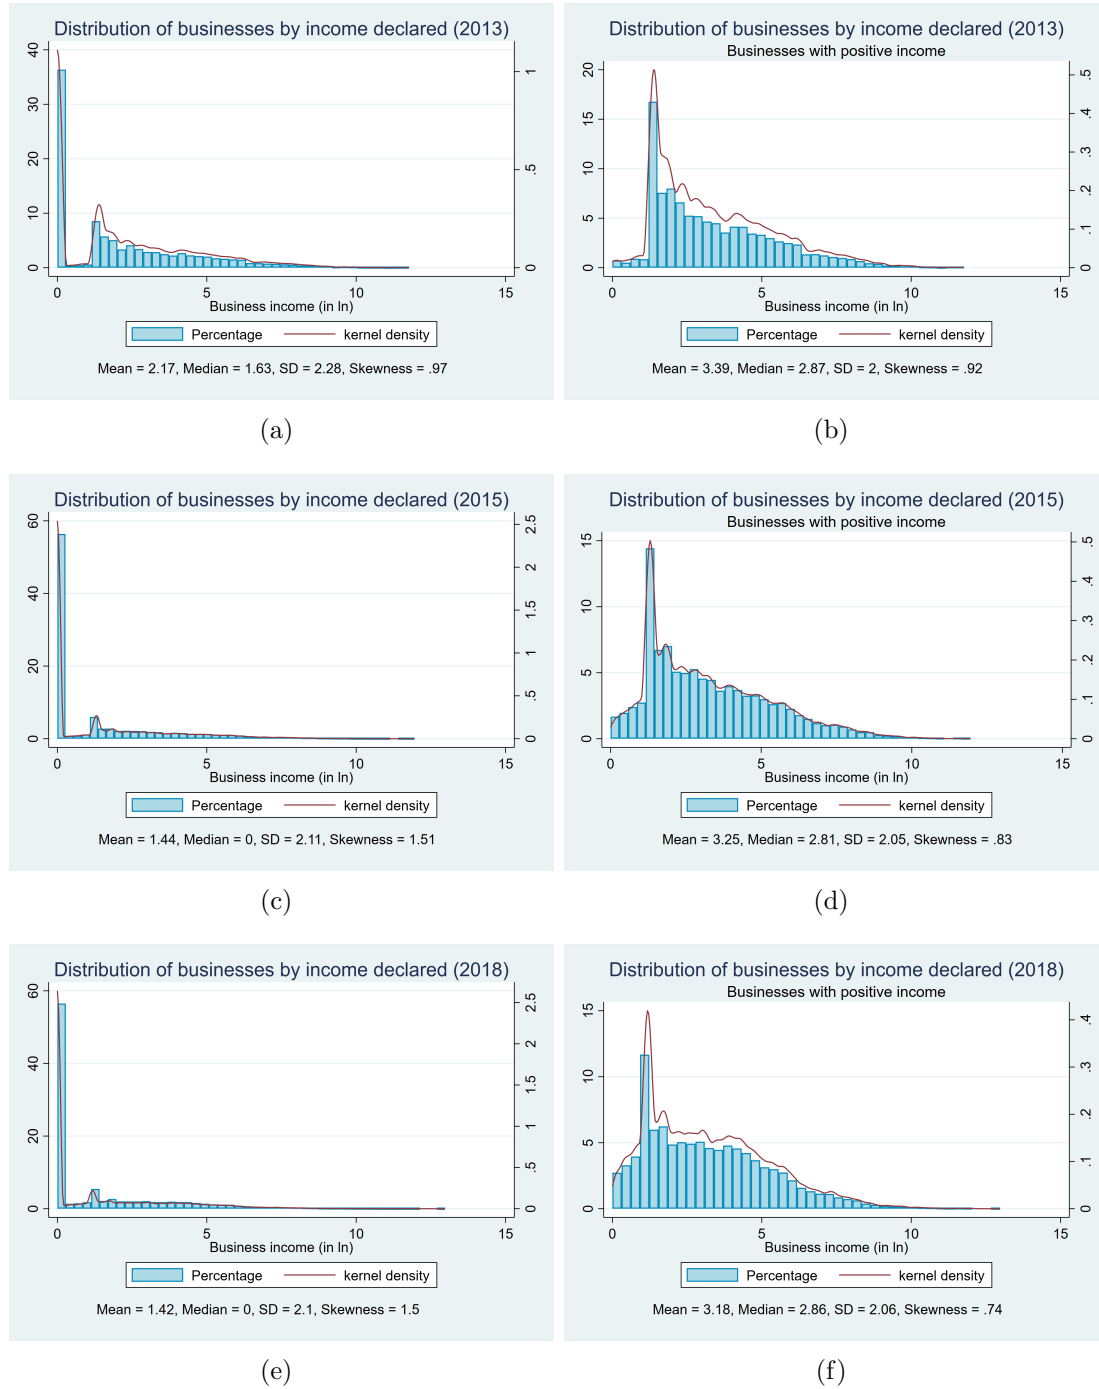 Distribution of businesses by income declared (2013)
40
30
20
10
0
1
.5
0
0 5 10 15
Business income (in ln)
Percentage kernel density
Mean = 2.17, Median = 1.63, SD = 2.28, Skewness = .97
(a)
Distribution of businesses by income declared (2013)
Businesses with positive income
20
15
10
5
0
.5
.4
.3
.2
.1
0
0 5 10 15
Business income (in ln)
Percentage kernel density
Mean = 3.39, Median = 2.87, SD = 2, Skewness = .92
(b)
Distribution of businesses by income declared (2015)
60
40
20
0
2.5
2
1.5
1
.5
0
0 5 10 15
Business income (in ln)
Percentage kernel density
Mean = 1.44, Median = 0, SD = 2.11, Skewness = 1.51
(c)
Distribution of businesses by income declared (2015)
Businesses with positive income
15
10
5
0
.5
.4
.3
.2
.1
0
0 5 10 15
Business income (in ln)
Percentage kernel density
Mean = 3.25, Median = 2.81, SD = 2.05, Skewness = .83
(d)
Distribution of businesses by income declared (2018)
60
40
20
0
2.5
2
1.5
1
.5
0
0 5 10 15
Business income (in ln)
Percentage kernel density
Mean = 1.42, Median = 0, SD = 2.1, Skewness = 1.5
(e)
Distribution of businesses by income declared (2018)
Businesses with positive income
15
10
5
0
.4
.3
.2
.1
0
0 5 10 15
Business income (in ln)
Percentage kernel density
Mean = 3.18, Median = 2.86, SD = 2.06, Skewness = .74
(f)